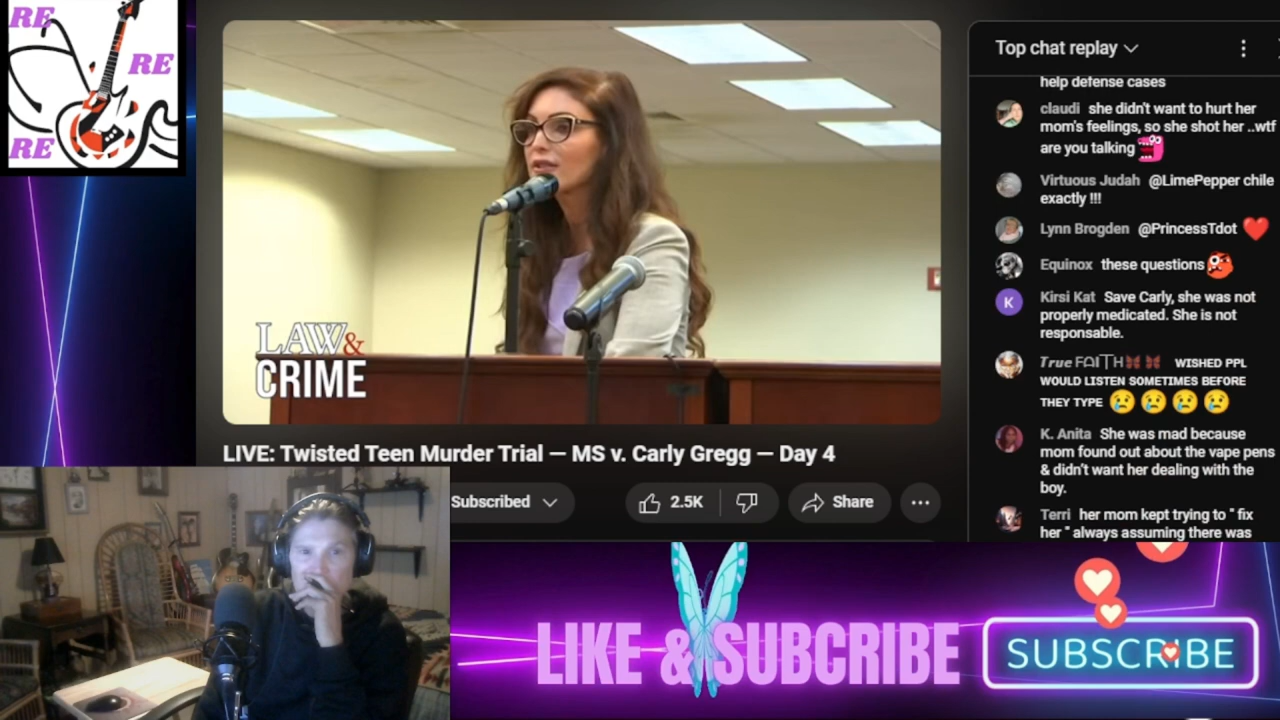 RE
RE
RE
LAW&
CRIME
LIVE: Twisted Teen Murder Trial — MS v. Carly Gregg — Day 4
Subscribed
2.5K
Share
Top chat replay
help defense cases
claudi she didn't want to hurt her
mom's feelings, so she shot her ..wtf
are you talking
Virtuous Judah @LimePepper chile
exactly !!!
Lynn Brogden @PrincessTdot ❤️
Equinox these questions
K
Kirsi Kat Save Carly, she was not
properly medicated. She is not
responsable.
True FAITH🦋🦋 WISHED PPL
WOULD LISTEN SOMETIMES BEFORE
THEY TYPE 😢 😢 😢 😢
K. Anita She was mad because
mom found out about the vape pens
& didn't want her dealing with the
boy.
Terri her mom kept trying to " fix
her " always assuming there was
LIKE & SUBCRIBE
SUBSCRIBE